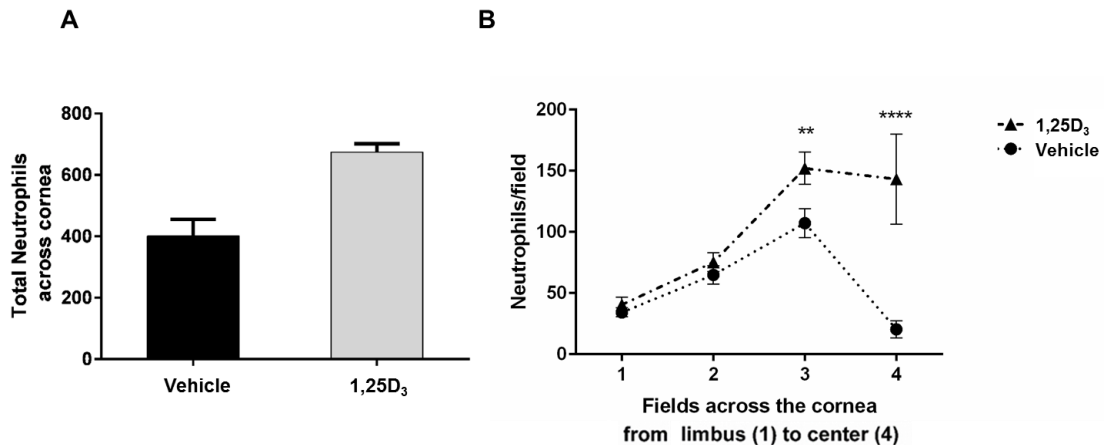 A
B
Total Neutrophils
across cornea
800
600
400
200
0
Vehicle
1,25D₃
Neutrophils/field
200
150
100
50
0
**
****
1
2
3
4
Fields across the cornea
from limbus (1) to center (4)
1,25D₃
Vehicle